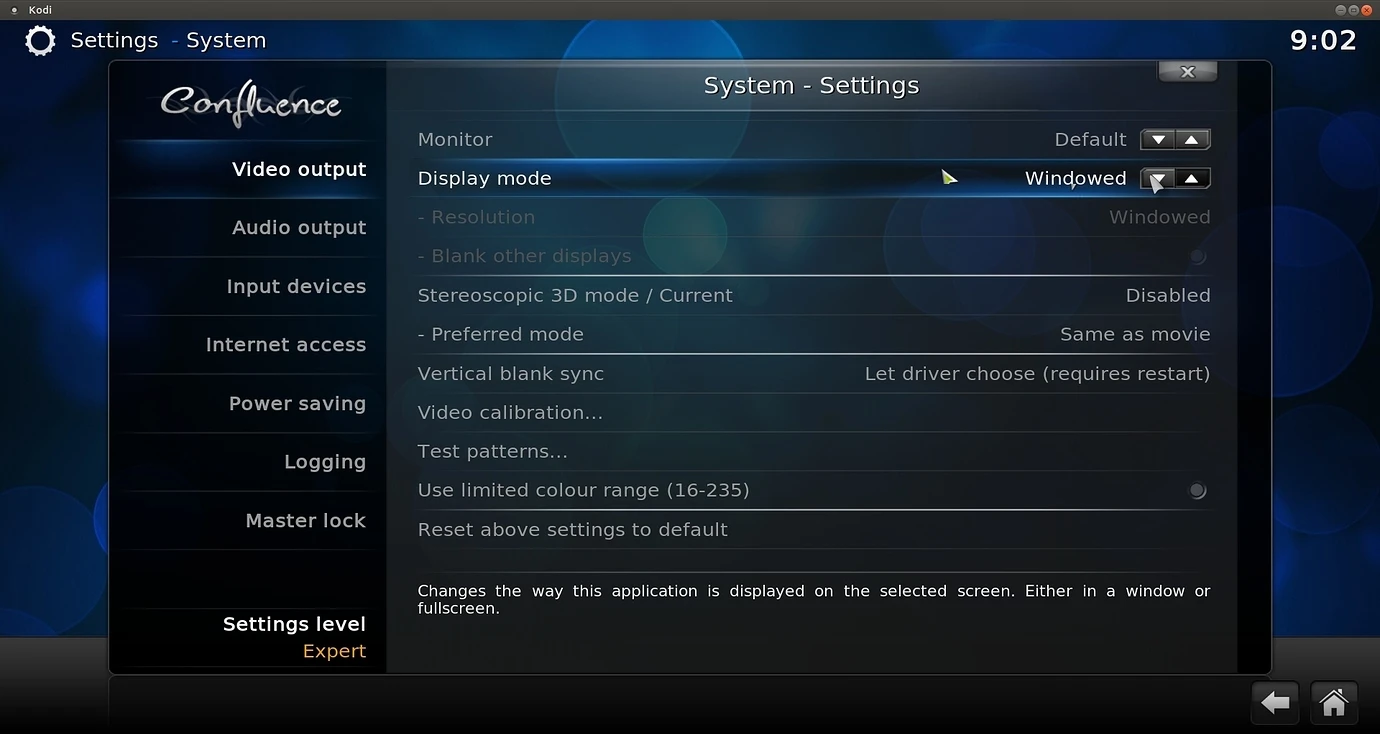 Kodi
Settings - System
9:02
Confluence
System - Settings
Video output
Audio output
Input devices
Internet access
Power saving
Logging
Master lock
Settings level
Expert
Monitor Default
Display mode Windowed
- Resolution Windowed
- Blank other displays
Stereoscopic 3D mode / Current Disabled
- Preferred mode Same as movie
Vertical blank sync Let driver choose (requires restart)
Video calibration...
Test patterns...
Use limited colour range (16-235)
Reset above settings to default
Changes the way this application is displayed on the selected screen. Either in a window or
fullscreen.